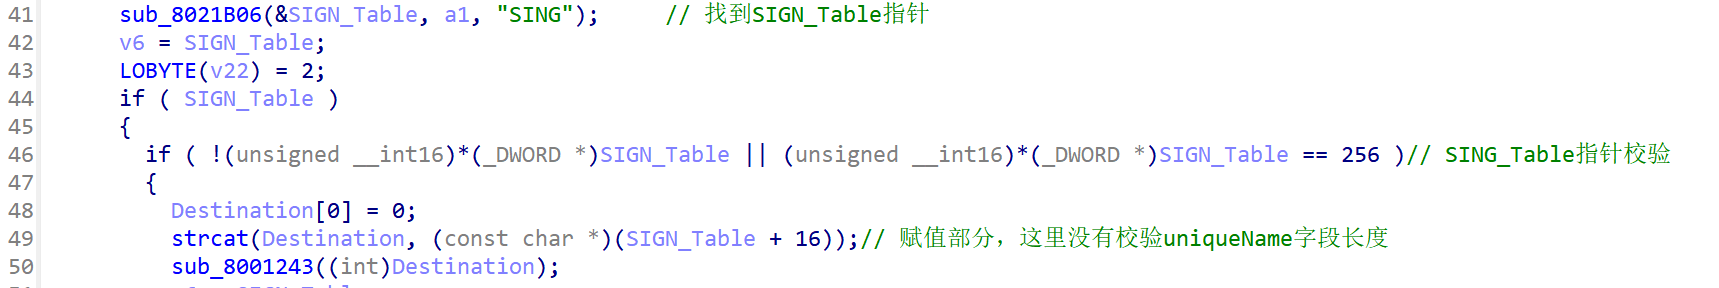 41 sub_8021B06(&SIGN_Table, a1, "SING"); // 找到SIGN_Table指针
42 v6 = SIGN_Table;
43 LOBYTE(v22) = 2;
44 if ( SIGN_Table )
45 {
46 if ( !(unsigned __int16)*(_DWORD *)SIGN_Table || (unsigned __int16)*(_DWORD *)SIGN_Table == 256 )// SING_Table指针校验
47 {
48 Destination[0] = 0;
49 strcat(Destination, (const char *)(SIGN_Table + 16));// 赋值部分，这里没有校验uniqueName字段长度
50 sub_8001243((int)Destination);